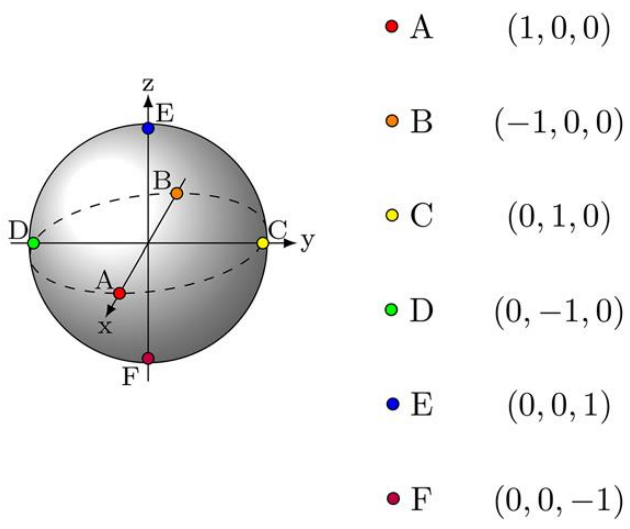 z
E
B
D
C
y
A
x
F
A (1, 0, 0)
B (−1, 0, 0)
C (0, 1, 0)
D (0, −1, 0)
E (0, 0, 1)
F (0, 0, −1)